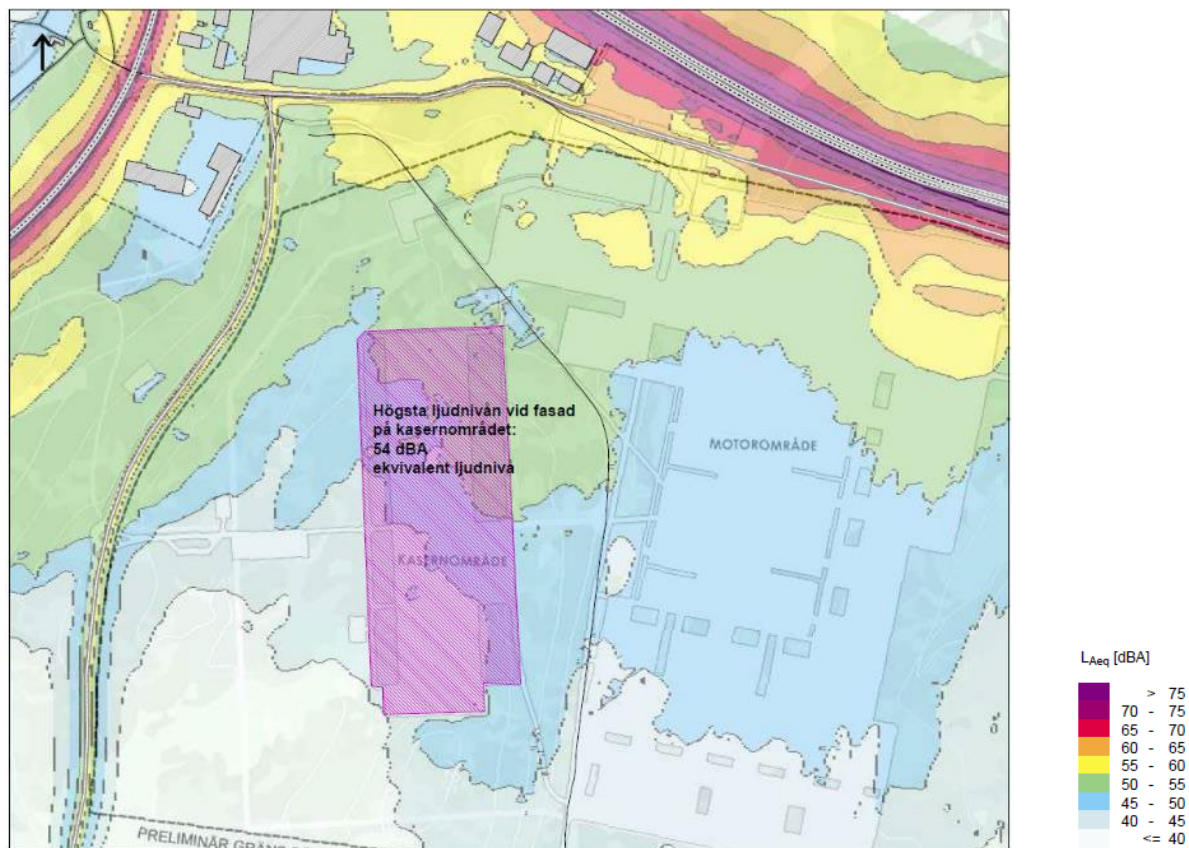 Högsta ljudnivån vid fasad
på kasernområdet:
54 dBA
ekvivalent ljudnivå
MOTOROMRÅDE
KASERNOMRÅDE
PRELIMINÄR
L_Aeq [dBA]
> 75
70 - 75
65 - 70
60 - 65
55 - 60
50 - 55
45 - 50
40 - 45
<= 40